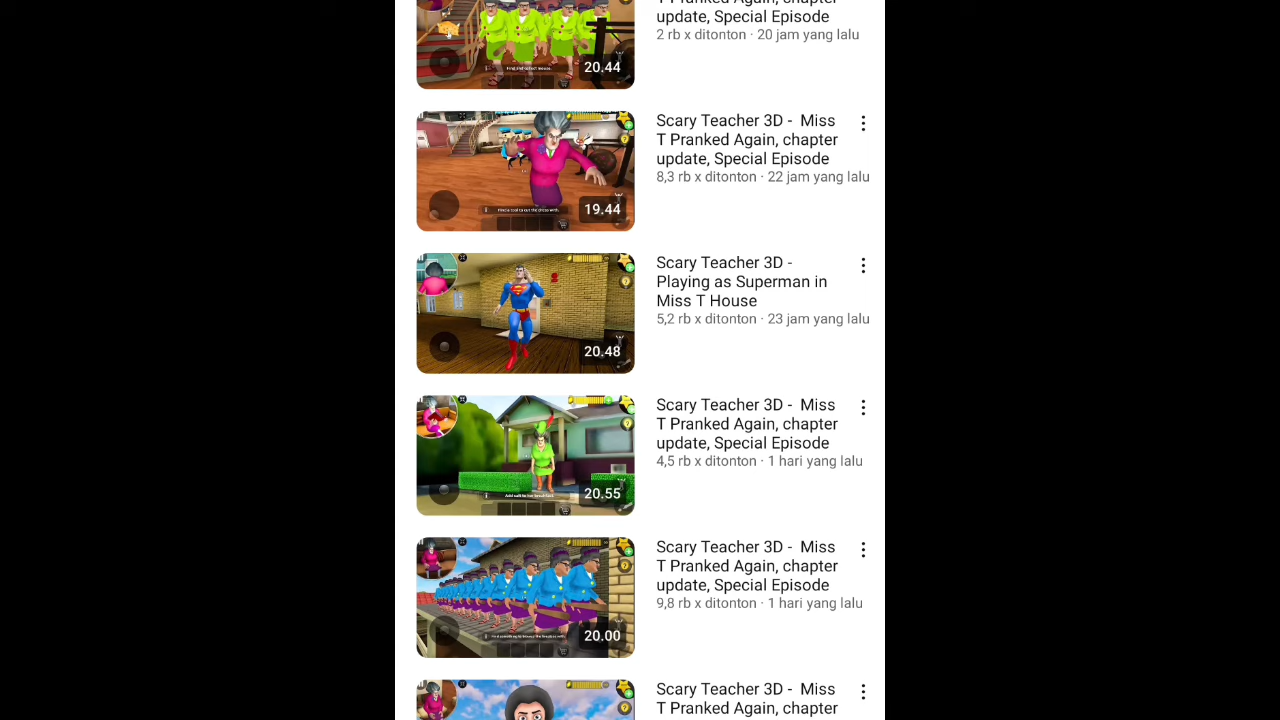 T Pranked Again, chapter
update, Special Episode
2 rb x ditonton · 20 jam yang lalu
20.44
Scary Teacher 3D - Miss
T Pranked Again, chapter
update, Special Episode
8,3 rb x ditonton · 22 jam yang lalu
19.44
Scary Teacher 3D -
Playing as Superman in
Miss T House
5,2 rb x ditonton · 23 jam yang lalu
20.48
Scary Teacher 3D - Miss
T Pranked Again, chapter
update, Special Episode
4,5 rb x ditonton · 1 hari yang lalu
Add salt to her breakfast.
20.55
Scary Teacher 3D - Miss
T Pranked Again, chapter
update, Special Episode
9,8 rb x ditonton · 1 hari yang lalu
20.00
Scary Teacher 3D - Miss
T Pranked Again, chapter